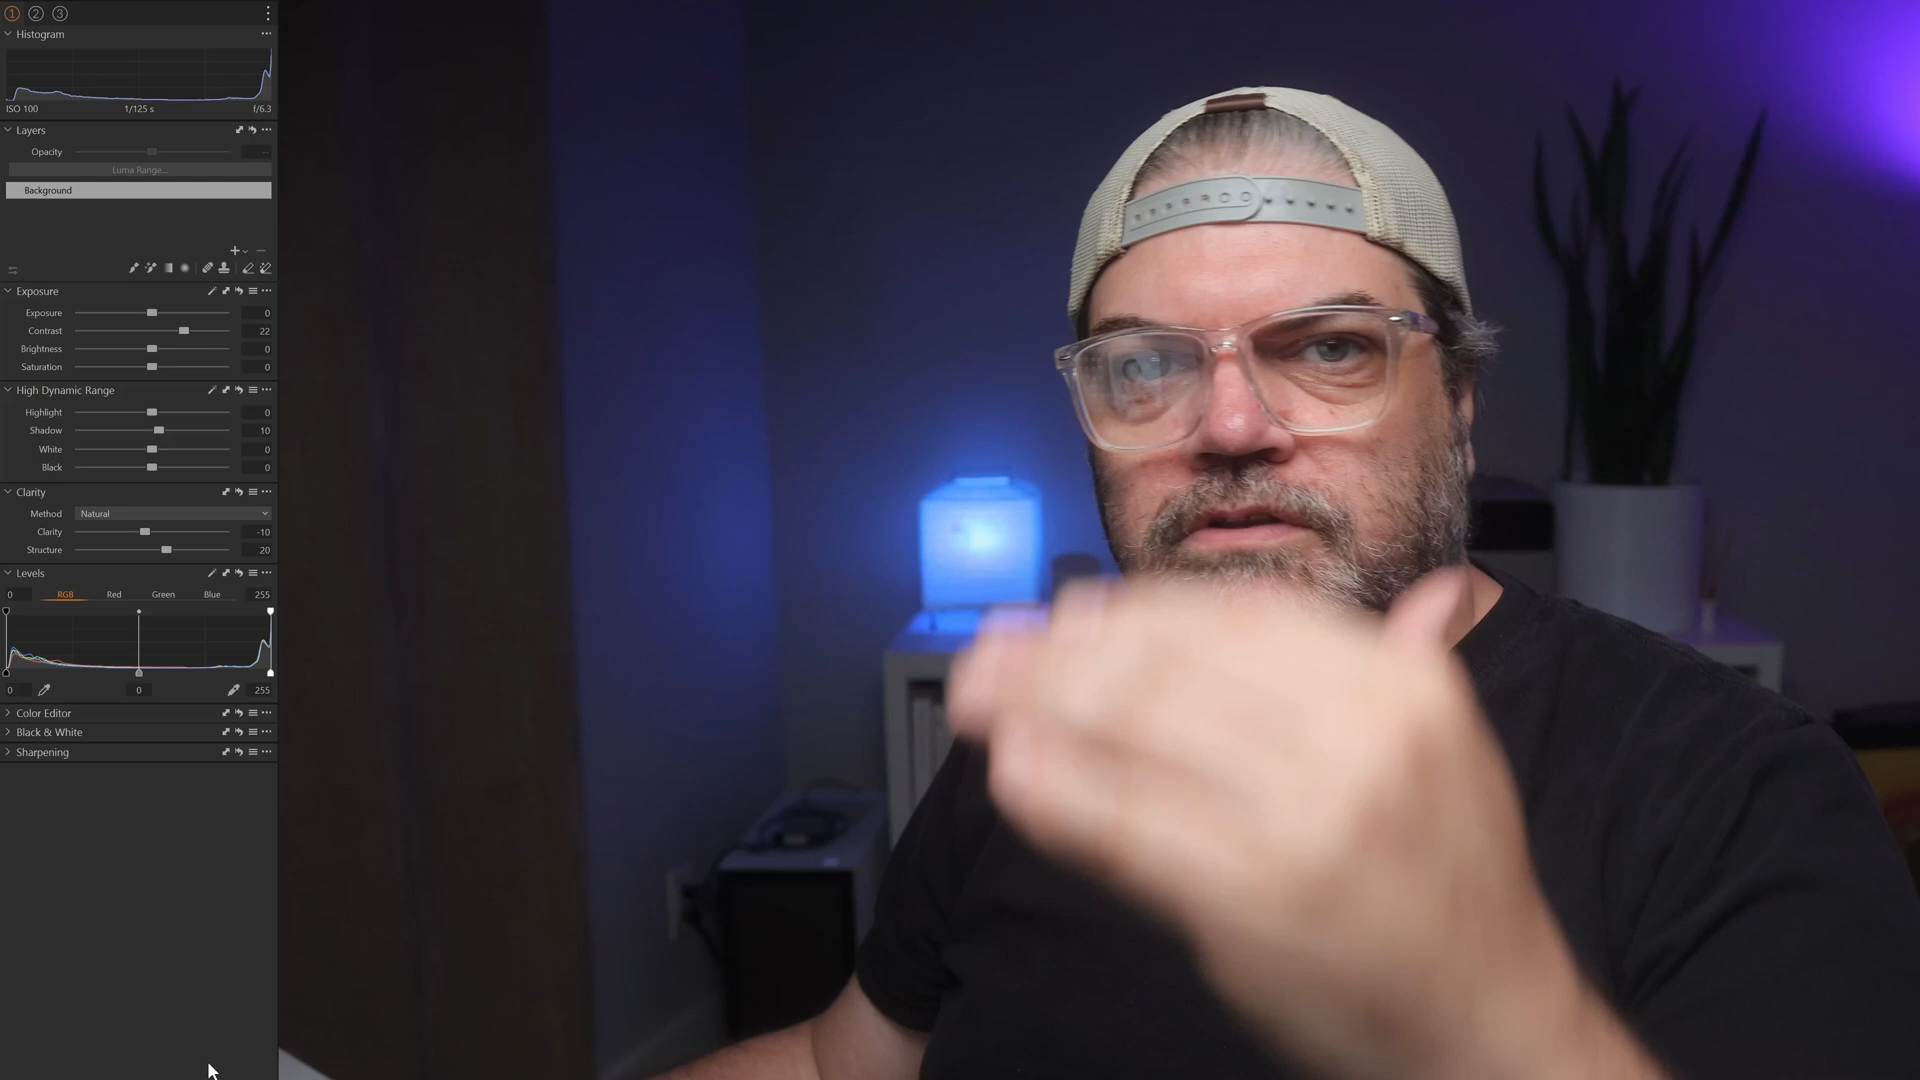 1 2 3
Histogram
ISO 100 1/125 s f/6.3
Layers
Opacity
Luma Range...
Background
Exposure
Exposure 0
Contrast 22
Brightness 0
Saturation 0
High Dynamic Range
Highlight 0
Shadow 10
White 0
Black 0
Clarity
Method Natural
Clarity -10
Structure 20
Levels
0 RGB Red Green Blue 255
0 0 255
Color Editor
Black & White
Sharpening